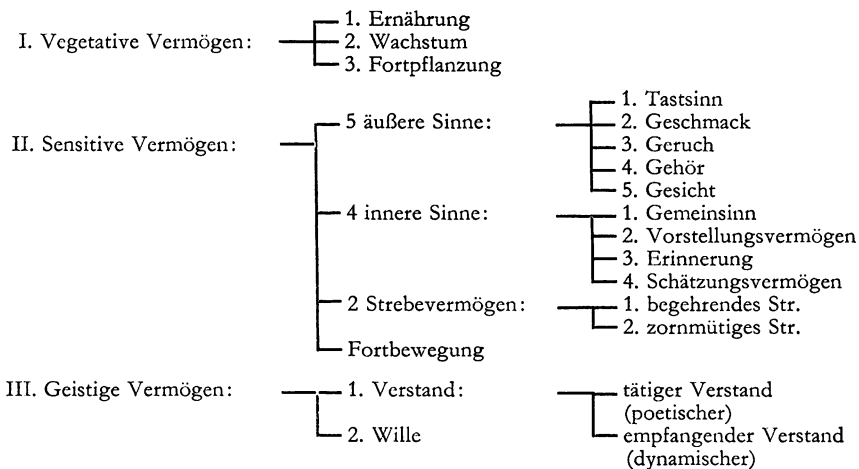 1. Ernährung
I. Vegetative Vermögen:
2. Wachstum
3. Fortpflanzung
1. Tastsinn
5 äußere Sinne:
2. Geschmack
II. Sensitive Vermögen:
3. Geruch
4. Gehör
5. Gesicht
4 innere Sinne:
1. Gemeinsinn
2. Vorstellungsvermögen
3. Erinnerung
4. Schätzungsvermögen
2 Strebevermögen:
1. begehrendes Str.
2. zornmütiges Str.
Fortbewegung
III. Geistige Vermögen:
1. Verstand:
tätiger Verstand
(poetischer)
2. Wille
empfangender Verstand
(dynamischer)